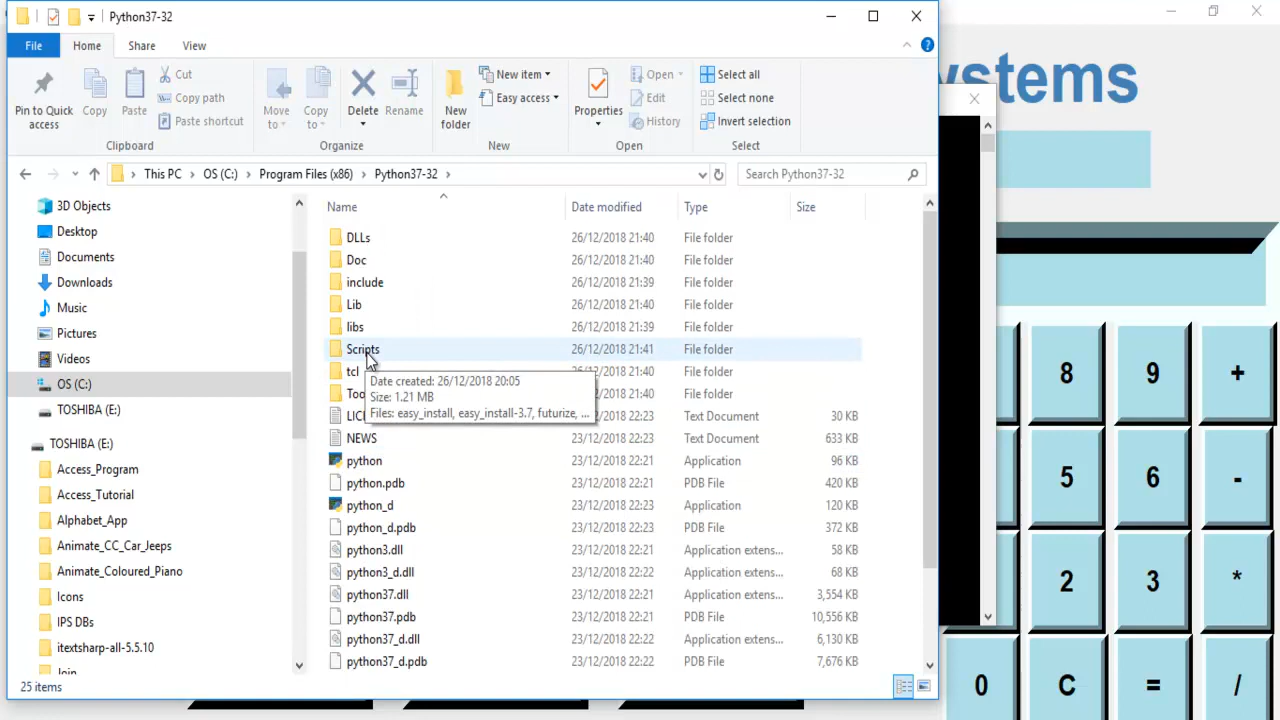 Python37-32
File Home Share View
Pin to Quick access
Copy
Paste
Cut
Copy path
Paste shortcut
Clipboard
Move to
Copy to
Delete
Rename
Organize
New folder
New item
Easy access
New
Properties
Open
Edit
History
Open
Select all
Select none
Invert selection
Select
This PC > OS (C:) > Program Files (x86) > Python37-32 >
Search Python37-32
3D Objects
Desktop
Documents
Downloads
Music
Pictures
Videos
OS (C:)
TOSHIBA (E:)
TOSHIBA (E:)
Access_Program
Access_Tutorial
Alphabet_App
Animate_CC_Car_Jeeps
Animate_Coloured_Piano
Icons
IPS DBs
itextsharp-all-5.5.10
Join
Name Date modified Type Size
DLLs 26/12/2018 21:40 File folder
Doc 26/12/2018 21:40 File folder
include 26/12/2018 21:39 File folder
Lib 26/12/2018 21:40 File folder
libs 26/12/2018 21:39 File folder
Scripts 26/12/2018 21:41 File folder
tcl 26/12/2018 21:40 File folder
Too 26/12/2018 21:40 File folder
LIC 23/12/2018 22:23 Text Document 30 KB
NEWS 23/12/2018 22:23 Text Document 633 KB
python 23/12/2018 22:21 Application 96 KB
python.pdb 23/12/2018 22:21 PDB File 420 KB
python_d 23/12/2018 22:23 Application 120 KB
python_d.pdb 23/12/2018 22:23 PDB File 372 KB
python3.dll 23/12/2018 22:21 Application extens... 58 KB
python3_d.dll 23/12/2018 22:22 Application extens... 68 KB
python37.dll 23/12/2018 22:21 Application extens... 3,554 KB
python37.pdb 23/12/2018 22:21 PDB File 10,556 KB
python37_d.dll 23/12/2018 22:22 Application extens... 6,130 KB
python37_d.pdb 23/12/2018 22:22 PDB File 7,676 KB
Date created: 26/12/2018 20:05
Size: 1.21 MB
Files: easy_install, easy_install-3.7, futurize, ...
25 items
ystems
8 9 +
5 6 -
2 3 *
0 C = /